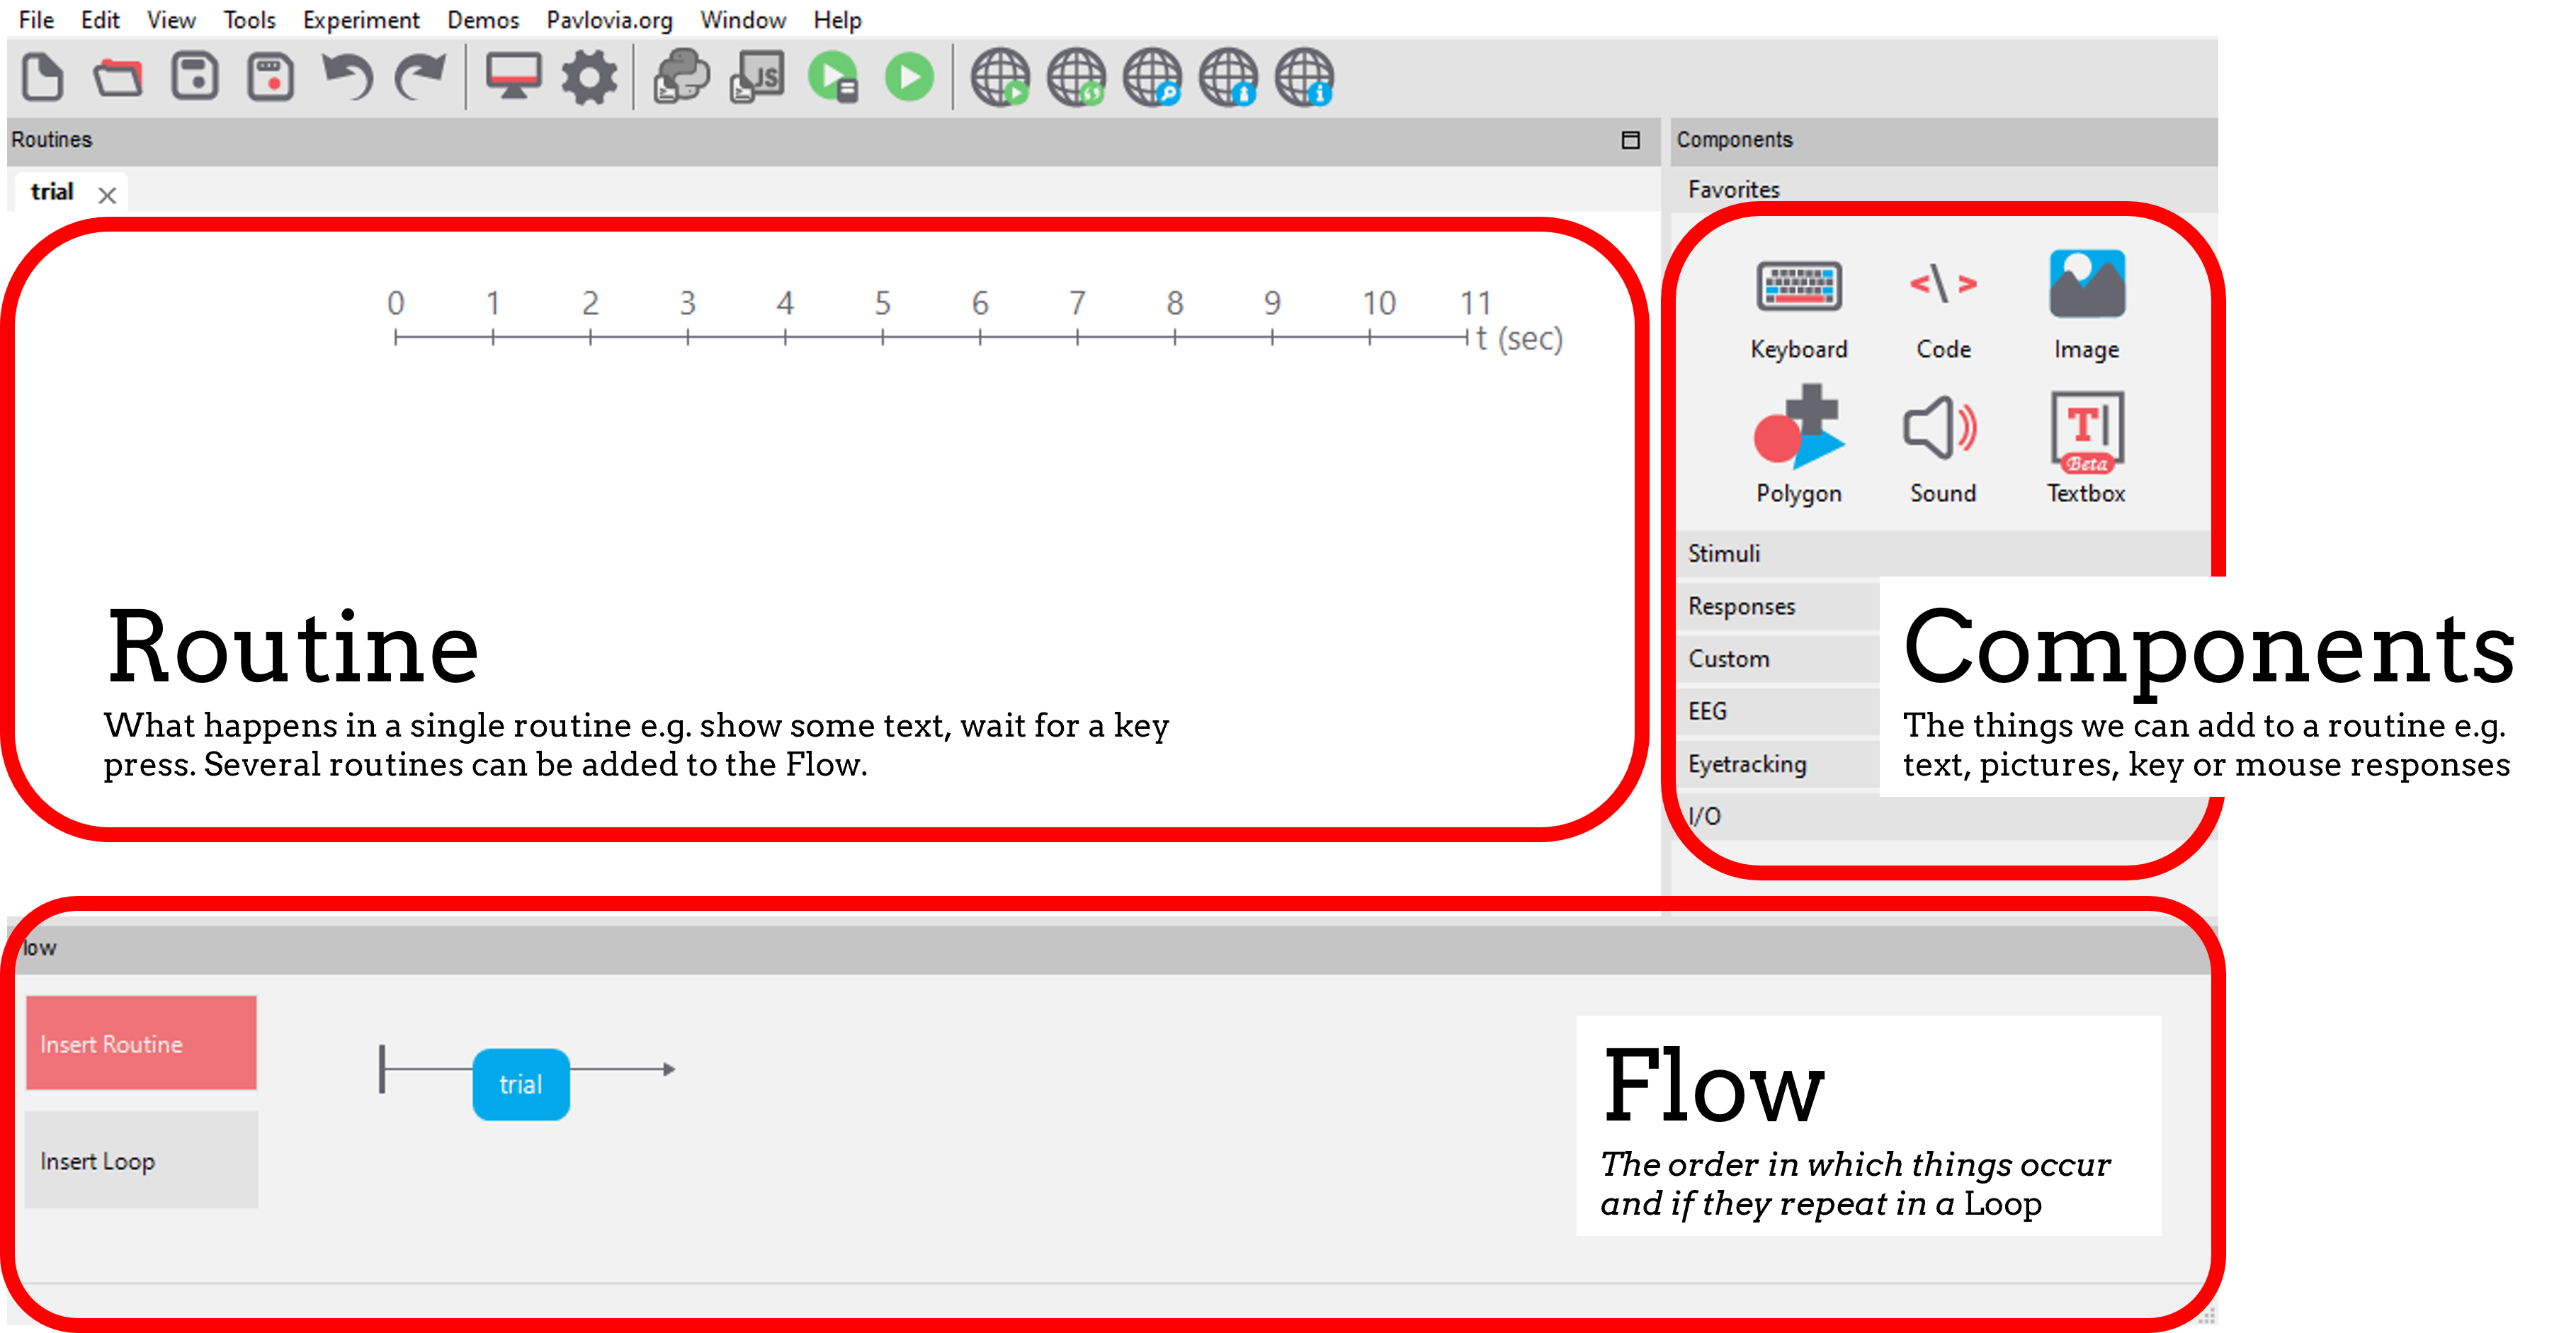 File Edit View Tools Experiment Demos Pavlovia.org Window Help
JS
Routines
Components
trial
Favorites
0 1 2 3 4 5 6 7 8 9 10 11
t (sec)
Keyboard Code Image
T
Beta
Polygon Sound Textbox
Stimuli
Responses
Custom
EEG
Eyetracking
I/O
Routine
What happens in a single routine e.g. show some text, wait for a key
press. Several routines can be added to the Flow.
Components
The things we can add to a routine e.g.
text, pictures, key or mouse responses
low
Insert Routine
trial
Insert Loop
Flow
The order in which things occur
and if they repeat in a Loop